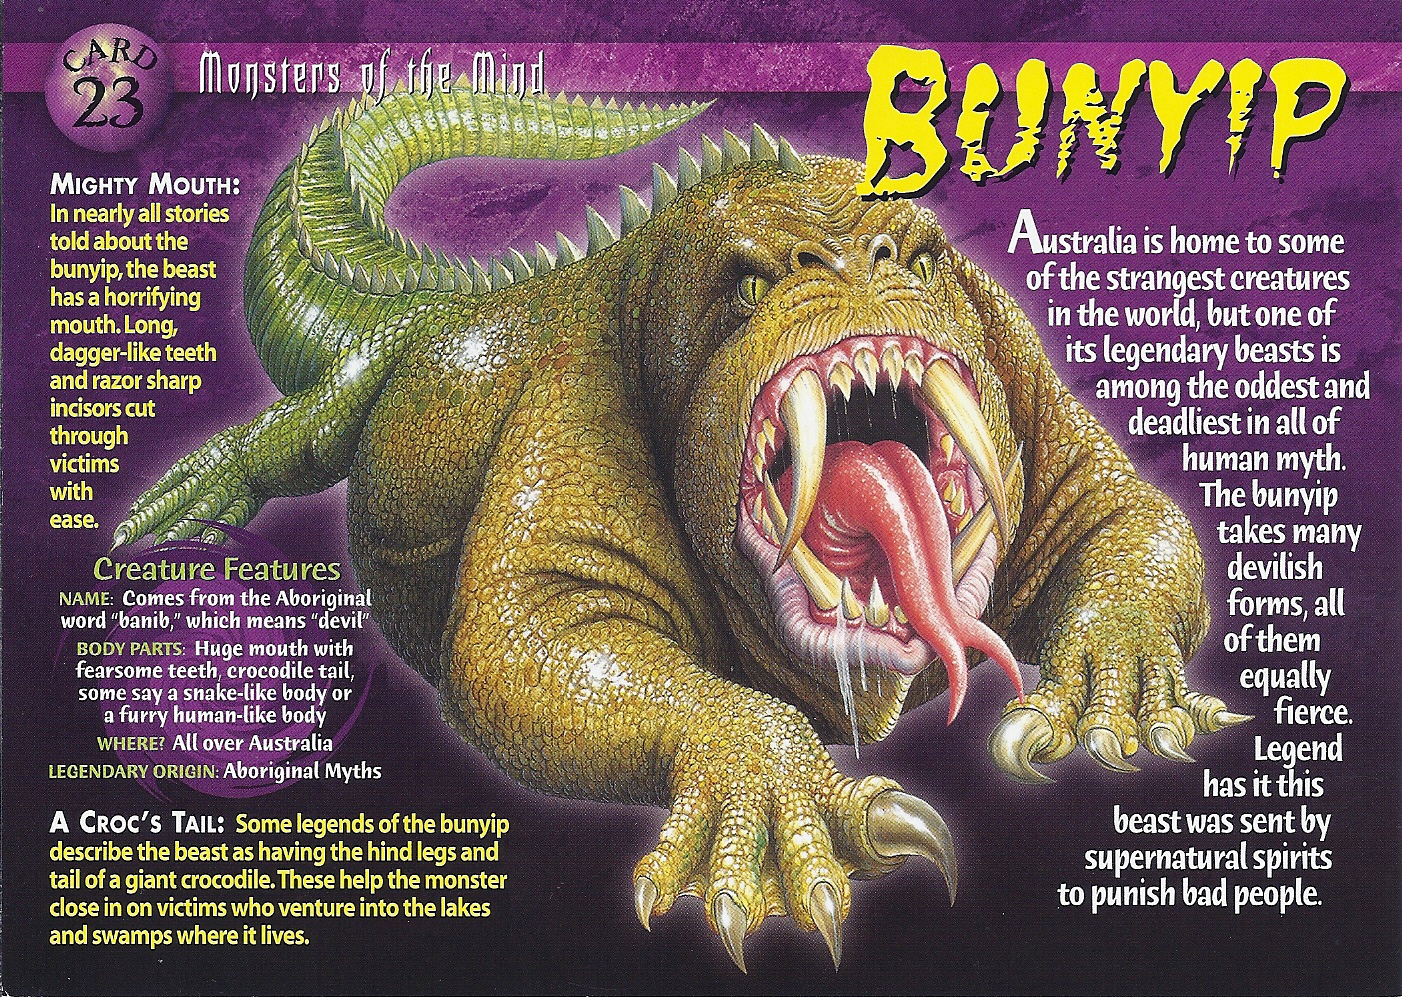 CARD
23
Monsters of the Mind
BUNYIP
MIGHTY MOUTH:
In nearly all stories
told about the
bunyip, the beast
has a horrifying
mouth. Long,
dagger-like teeth
and razor sharp
incisors cut
through
victims
with
ease.
Australia is home to some
of the strangest creatures
in the world, but one of
its legendary beasts is
among the oddest and
deadliest in all of
human myth.
The bunyip
takes many
devilish
forms, all
of them
equally
fierce.
Legend
has it this
beast was sent by
supernatural spirits
to punish bad people.
Creature Features
NAME: Comes from the Aboriginal
word "banib," which means "devil"
BODY PARTS: Huge mouth with
fearsome teeth, crocodile tail,
some say a snake-like body or
a furry human-like body
WHERE? All over Australia
LEGENDARY ORIGIN: Aboriginal Myths
A CROC'S TAIL: Some legends of the bunyip
describe the beast as having the hind legs and
tail of a giant crocodile. These help the monster
close in on victims who venture into the lakes
and swamps where it lives.